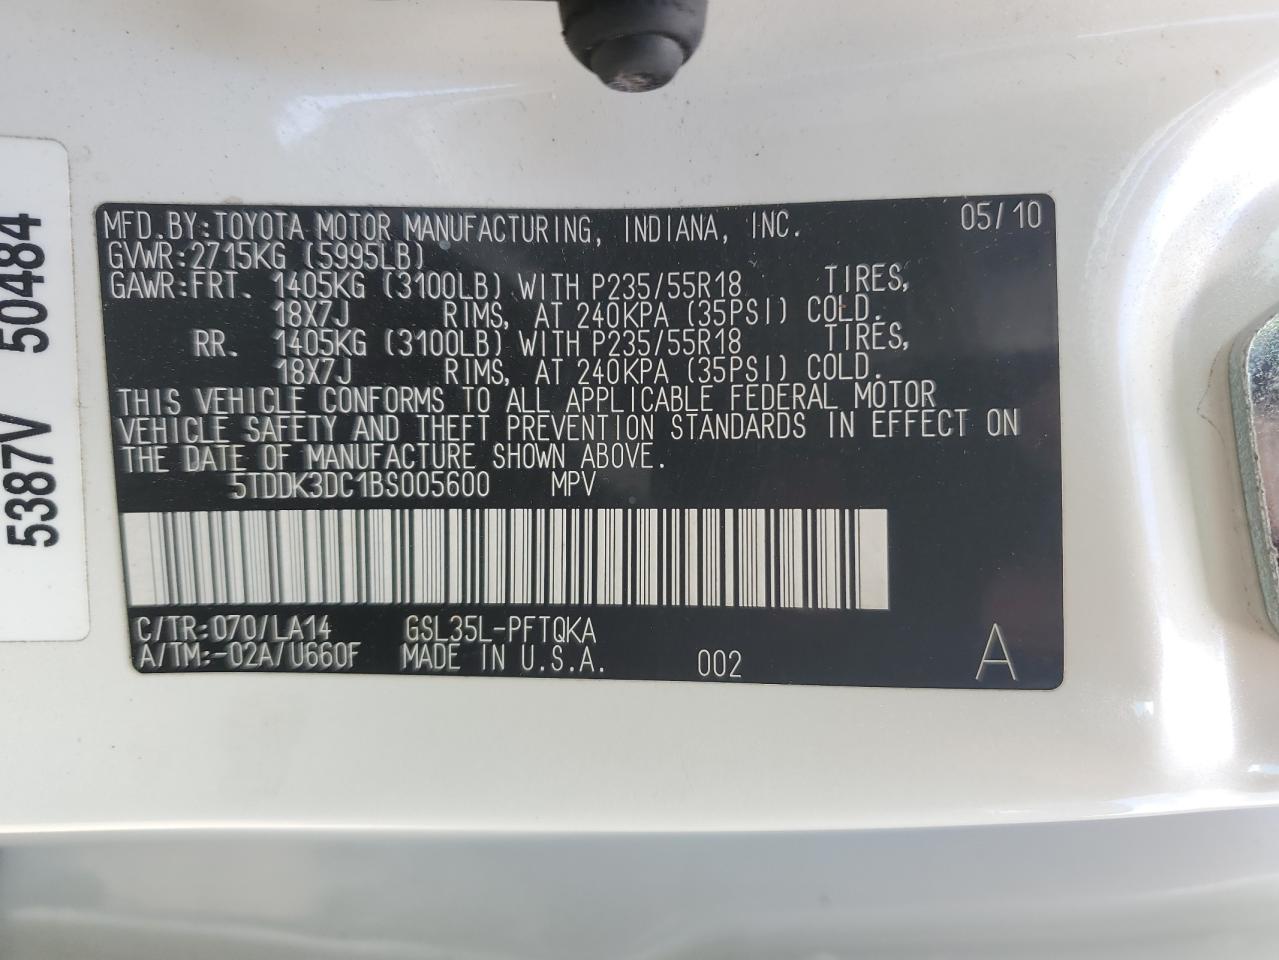 5387V 50484
MFD.BY:TOYOTA MOTOR MANUFACTURING, INDIANA, INC. 05/10
GVWR:2715KG (5995LB)
GAWR:FRT. 1405KG (3100LB) WITH P235/55R18 TIRES,
18X7J RIMS, AT 240KPA (35PSI) COLD.
RR. 1405KG (3100LB) WITH P235/55R18 TIRES,
18X7J RIMS, AT 240KPA (35PSI) COLD.
THIS VEHICLE CONFORMS TO ALL APPLICABLE FEDERAL MOTOR
VEHICLE SAFETY AND THEFT PREVENTION STANDARDS IN EFFECT ON
THE DATE OF MANUFACTURE SHOWN ABOVE.
5TDDK3DC1BS005600 MPV
C/TR:070/LA14 GSL35L-PFTQKA
A/TM:-02A/U660F MADE IN U.S.A. 002 A